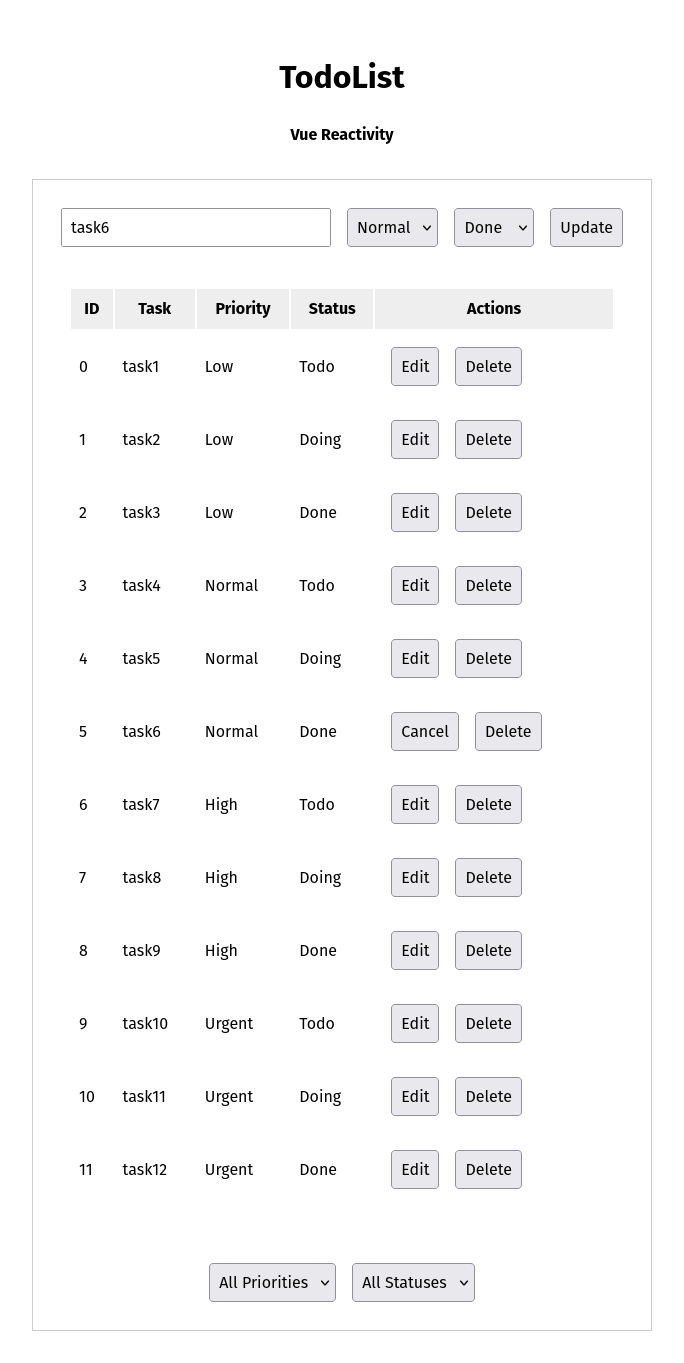 TodoList
Vue Reactivity
task6 Normal Done Update
ID Task Priority Status Actions
0 task1 Low Todo Edit Delete
1 task2 Low Doing Edit Delete
2 task3 Low Done Edit Delete
3 task4 Normal Todo Edit Delete
4 task5 Normal Doing Edit Delete
5 task6 Normal Done Cancel Delete
6 task7 High Todo Edit Delete
7 task8 High Doing Edit Delete
8 task9 High Done Edit Delete
9 task10 Urgent Todo Edit Delete
10 task11 Urgent Doing Edit Delete
11 task12 Urgent Done Edit Delete
All Priorities All Statuses